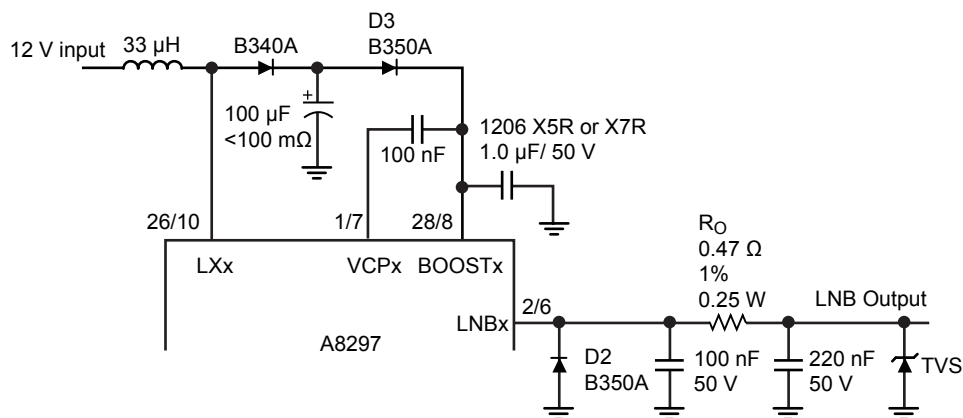 D3
12 V input
33 µH
B340A
B350A
100 µF
<100 mΩ
+
100 nF
1206 X5R or X7R
1.0 µF/ 50 V
26/10
1/7
28/8
LXx
VCPx
BOOSTx
RO
0.47 Ω
1%
0.25 W
LNB Output
LNBx
2/6
A8297
D2
B350A
100 nF
50 V
220 nF
50 V
TVS